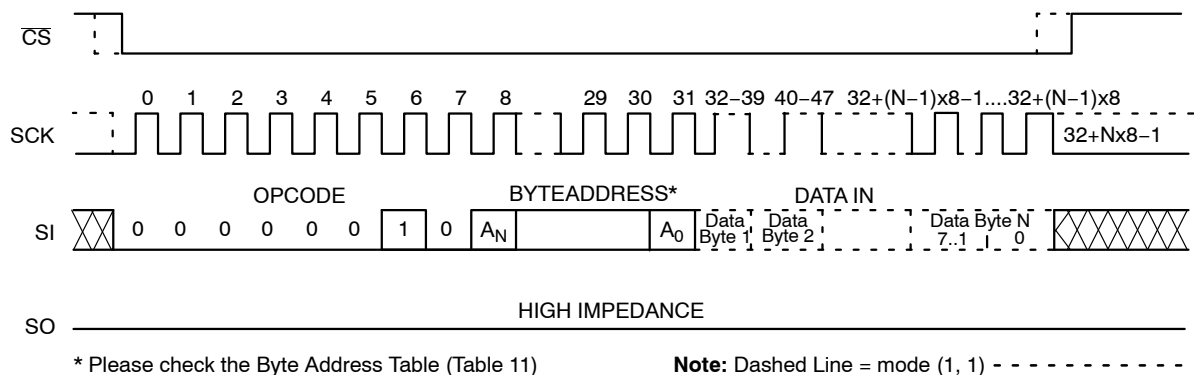 CS
0 1 2 3 4 5 6 7 8 29 30 31 32–39 40–47 32+(N–1)x8–1....32+(N–1)x8
SCK
32+Nx8–1
OPCODE BYTEADDRESS* DATA IN
SI 0 0 0 0 0 0 1 0 AN A0 Data Byte 1 Data Byte 2 Data Byte N 7..1 0
HIGH IMPEDANCE
SO
* Please check the Byte Address Table (Table 11) Note: Dashed Line = mode (1, 1)